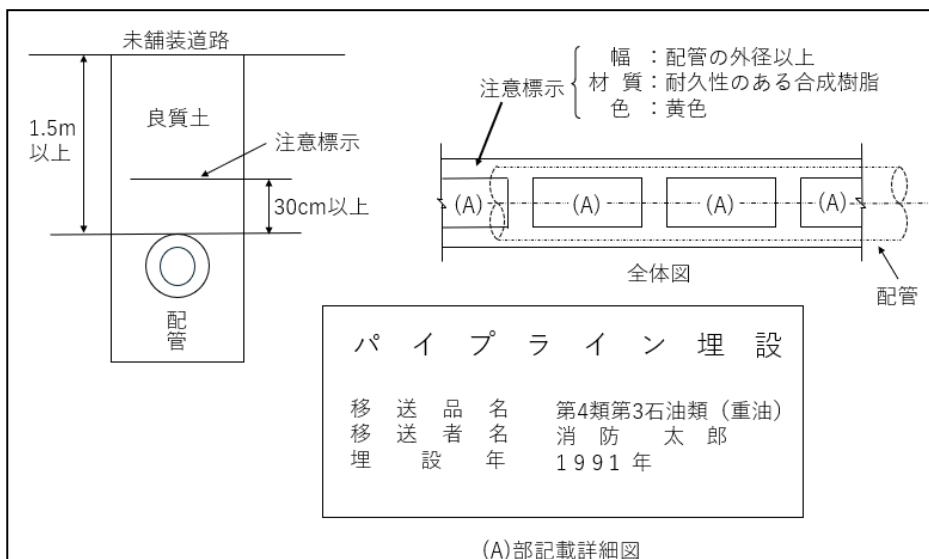 未舗装道路
1.5m
以上
良質土
注意標示
30cm以上
配
管
注意標示
幅 ：配管の外径以上
材 質：耐久性のある合成樹脂
色 ：黄色
(A) (A) (A) (A)
全体図
配管
パ イ プ ラ イ ン 埋 設
移 送 品 名 第4類第3石油類（重油）
移 送 者 名 消 防 太 郎
埋 設 年 1991 年
(A)部記載詳細図